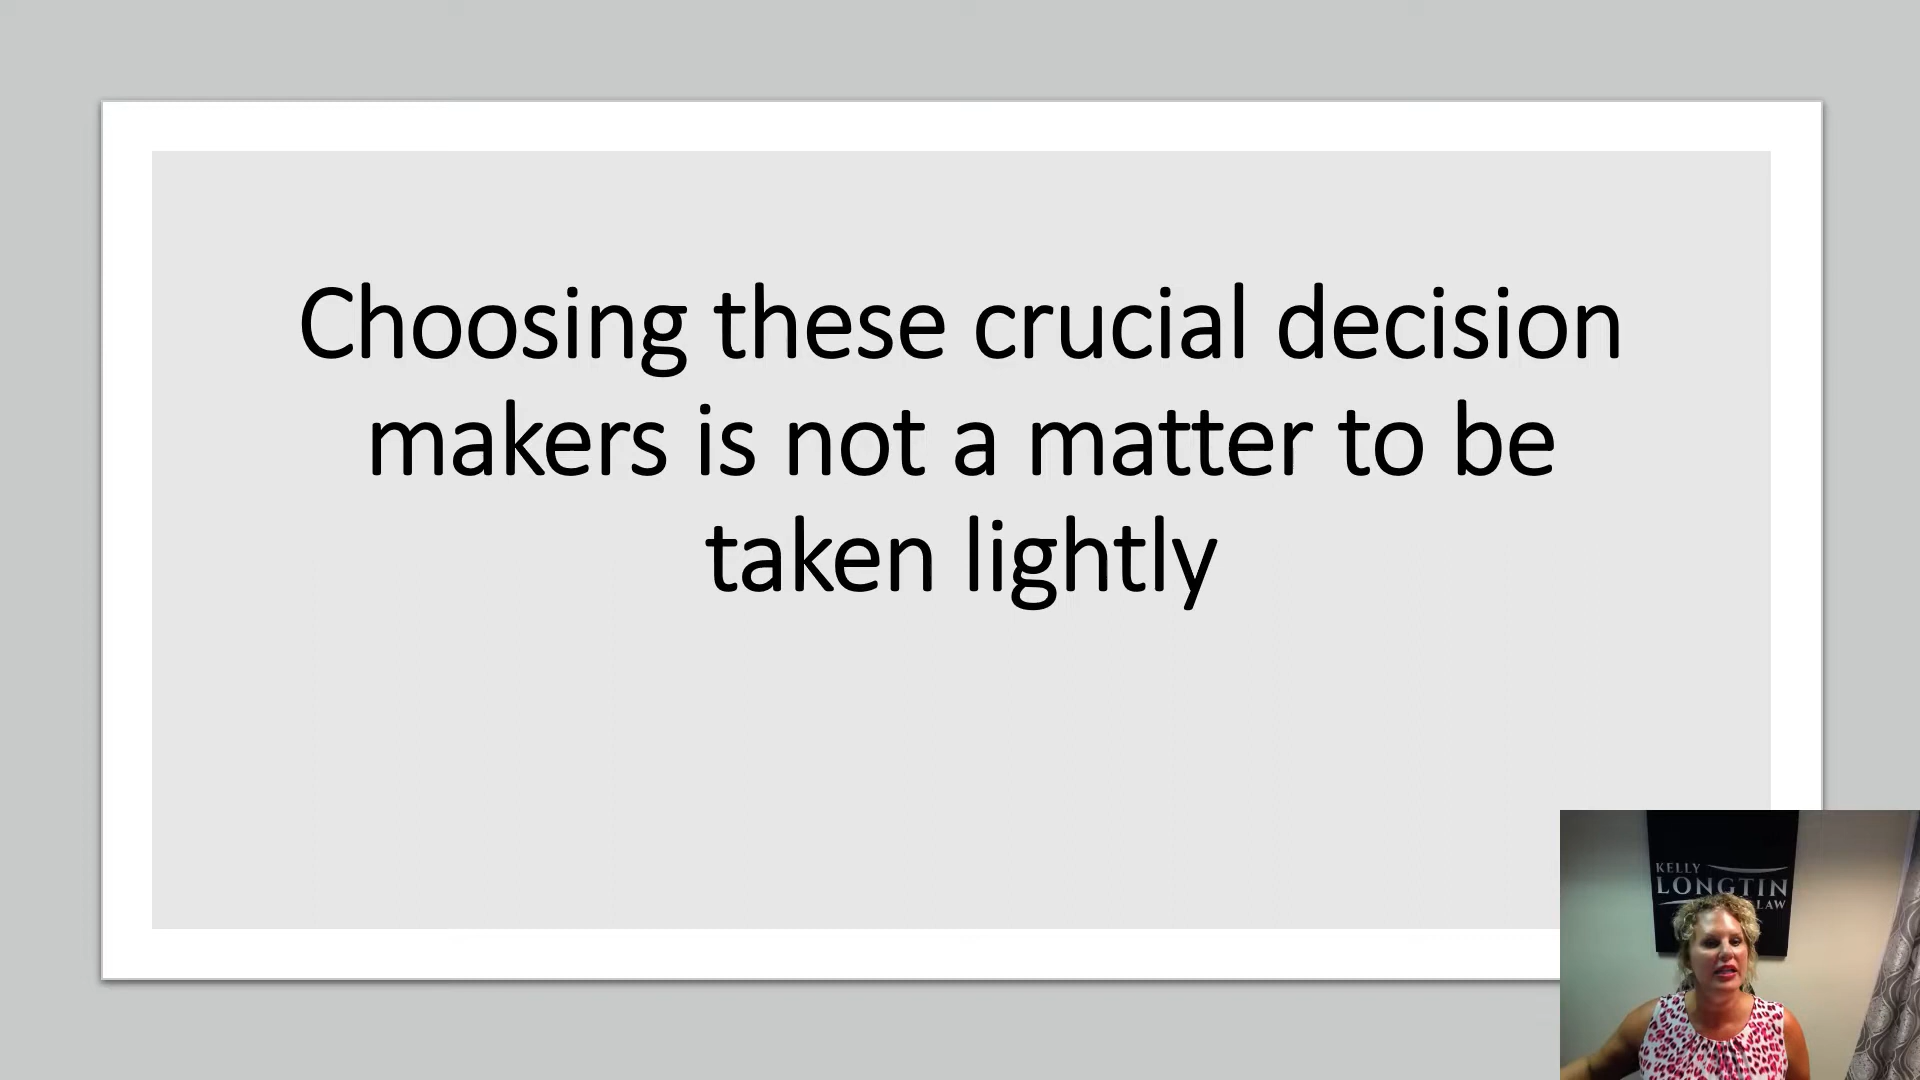 Choosing these crucial decision
makers is not a matter to be
taken lightly
KELLY
LONGTIN
LAW